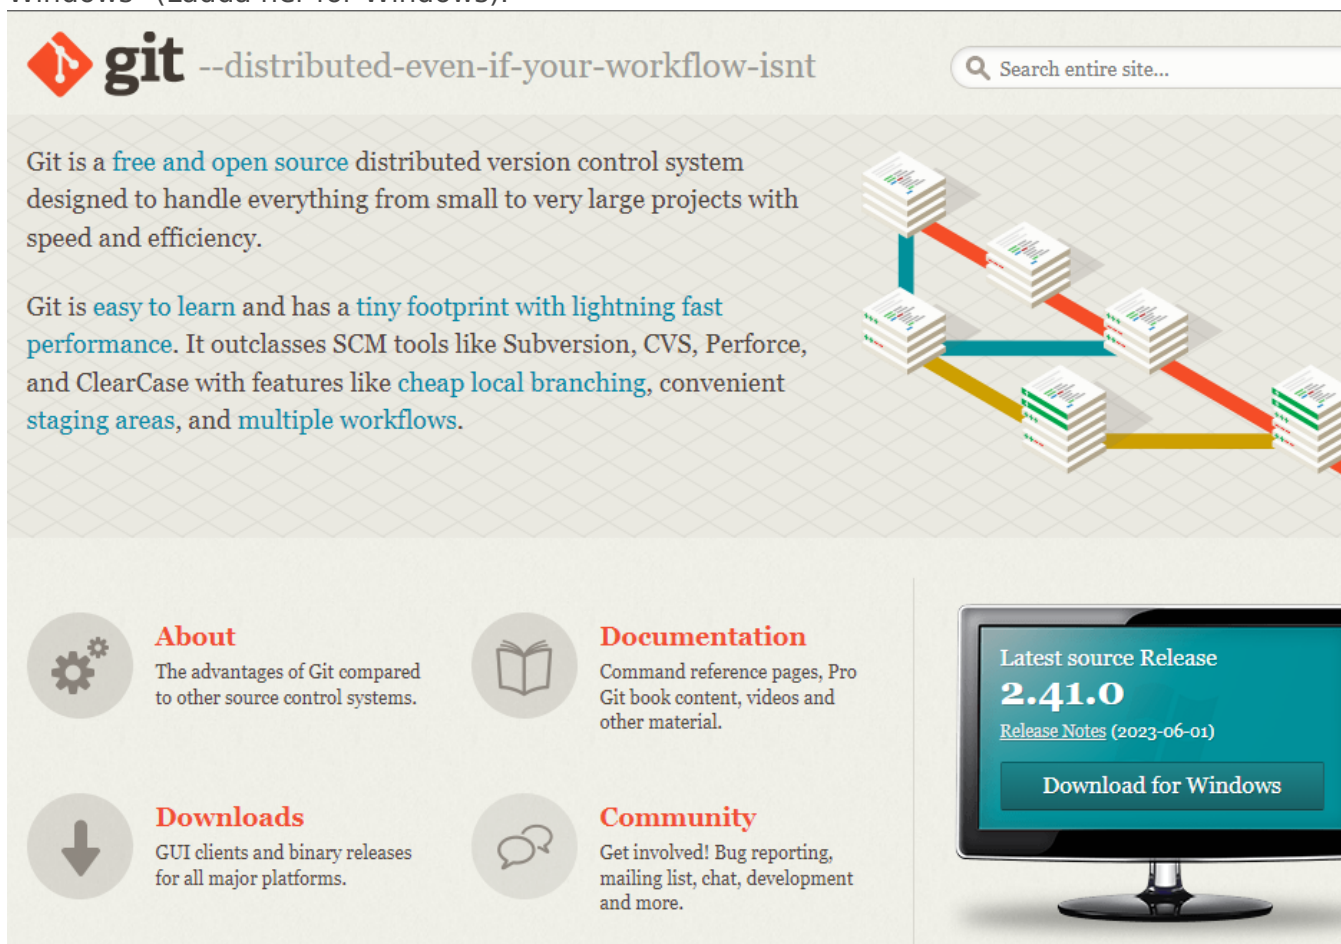 Windows" (Ladda ner för Windows).
git --distributed-even-if-your-workflow-isnt
Search entire site...
Git is a free and open source distributed version control system
designed to handle everything from small to very large projects with
speed and efficiency.
Git is easy to learn and has a tiny footprint with lightning fast
performance. It outclasses SCM tools like Subversion, CVS, Perforce,
and ClearCase with features like cheap local branching, convenient
staging areas, and multiple workflows.
About
The advantages of Git compared
to other source control systems.
Documentation
Command reference pages, Pro
Git book content, videos and
other material.
Downloads
GUI clients and binary releases
for all major platforms.
Community
Get involved! Bug reporting,
mailing list, chat, development
and more.
Latest source Release
2.41.0
Release Notes (2023-06-01)
Download for Windows